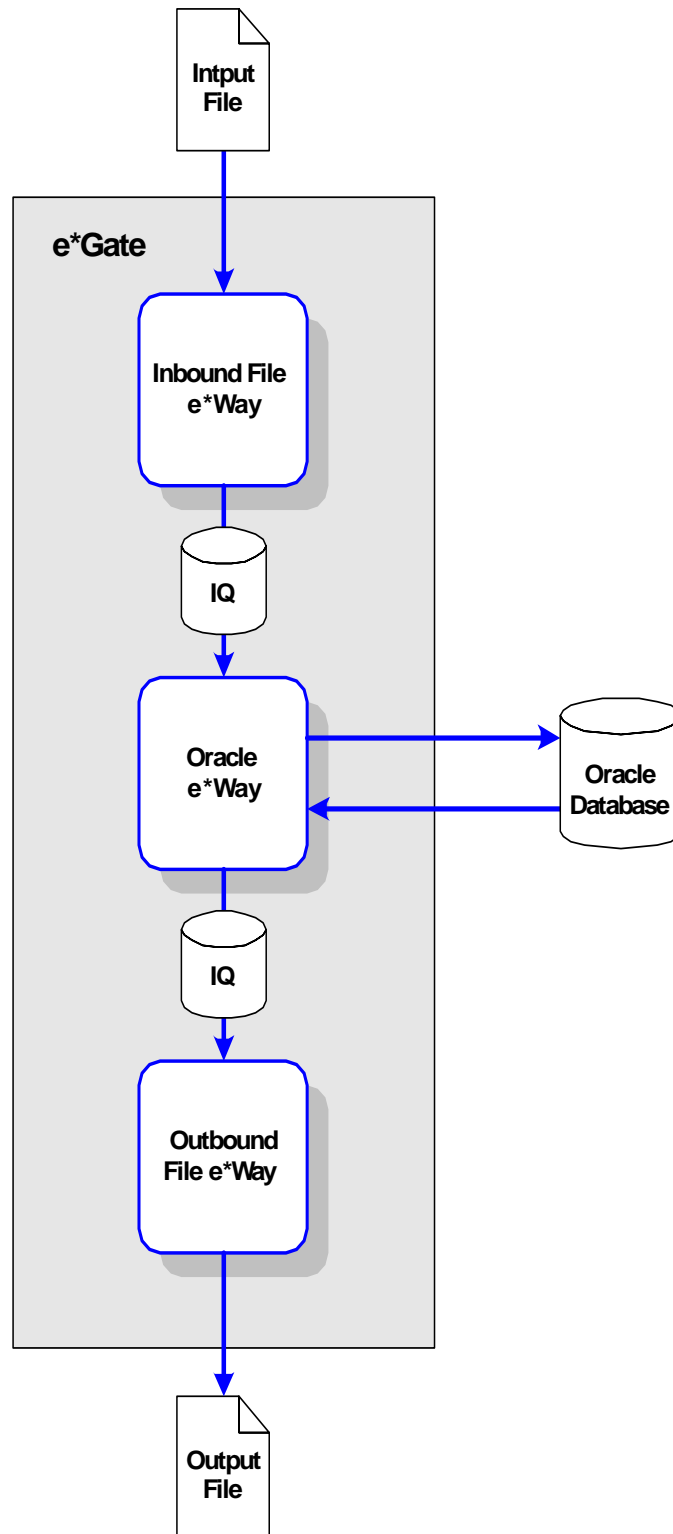 Intput
File
e*Gate
Inbound File
e*Way
IQ
Oracle
e*Way
Oracle
Database
IQ
Outbound
File e*Way
Output
File